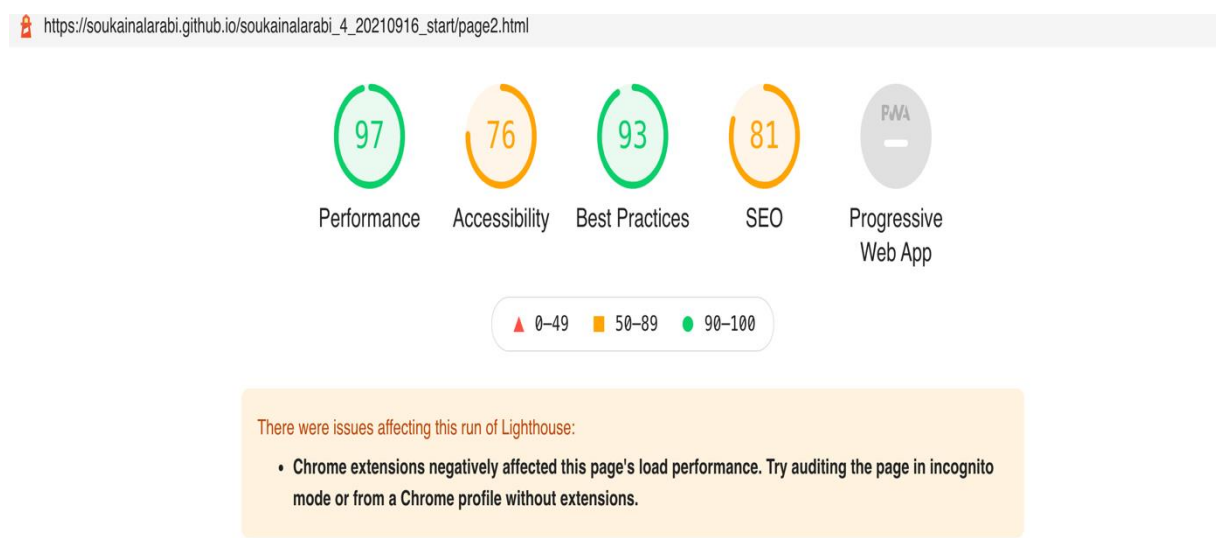 https://soukainalarabi.github.io/soukainalarabi_4_20210916_start/page2.html
97 76 93 81 PWA
Performance Accessibility Best Practices SEO Progressive
Web App
0–49 50–89 90–100
There were issues affecting this run of Lighthouse:
• Chrome extensions negatively affected this page's load performance. Try auditing the page in incognito
mode or from a Chrome profile without extensions.